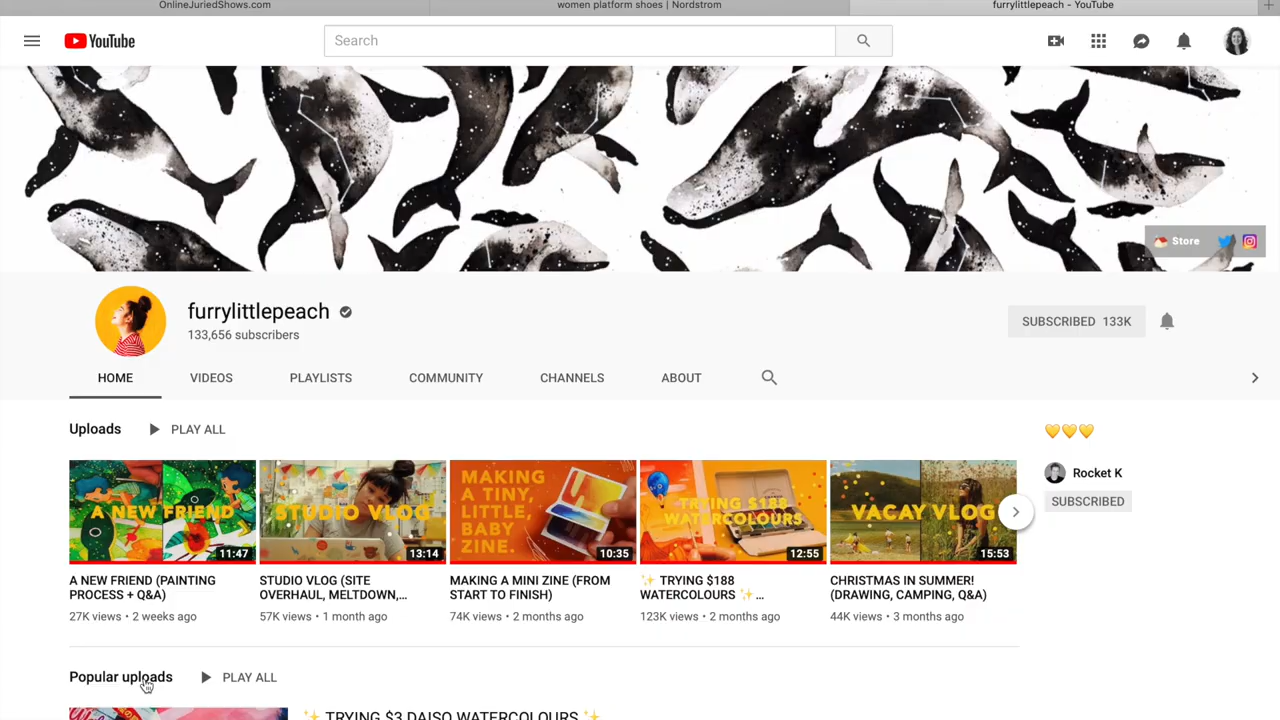 OnlineJuriedShows.com
women platform shoes | Nordstrom
furrylittlepeach - YouTube
YouTube
Search
Store
furrylittlepeach
133,656 subscribers
SUBSCRIBED 133K
HOME
VIDEOS
PLAYLISTS
COMMUNITY
CHANNELS
ABOUT
Uploads
PLAY ALL
A NEW FRIEND
11:47
STUDIO VLOG
13:14
MAKING
A TINY,
LITTLE,
BABY
ZINE.
10:35
TRYING $188
WATERCOLOURS
12:55
VACAY VLOG
15:53
Rocket K
SUBSCRIBED
A NEW FRIEND (PAINTING
PROCESS + Q&A)
27K views • 2 weeks ago
STUDIO VLOG (SITE
OVERHAUL, MELTDOWN,...
57K views • 1 month ago
MAKING A MINI ZINE (FROM
START TO FINISH)
74K views • 2 months ago
✨ TRYING $188
WATERCOLOURS ✨...
123K views • 2 months ago
CHRISTMAS IN SUMMER!
(DRAWING, CAMPING, Q&A)
44K views • 3 months ago
Popular uploads
PLAY ALL
✨ TRYING $3 DAISO WATERCOLOURS ✨